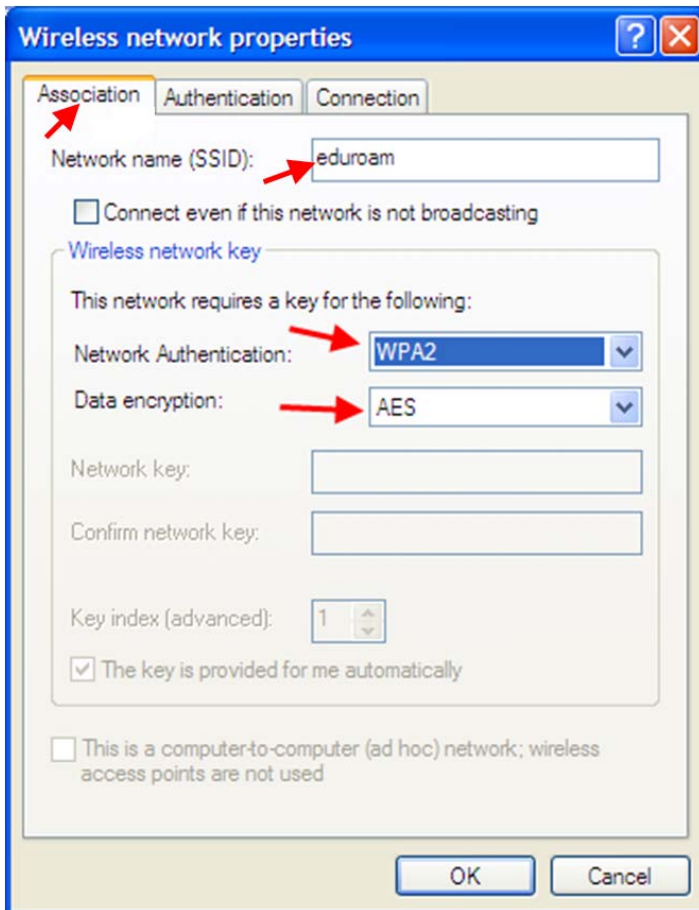 Wireless network properties
Association Authentication Connection
Network name (SSID): eduroam
Connect even if this network is not broadcasting
Wireless network key
This network requires a key for the following:
Network Authentication: WPA2
Data encryption: AES
Network key:
Confirm network key:
Key index (advanced): 1
The key is provided for me automatically
This is a computer-to-computer (ad hoc) network; wireless
access points are not used
OK Cancel